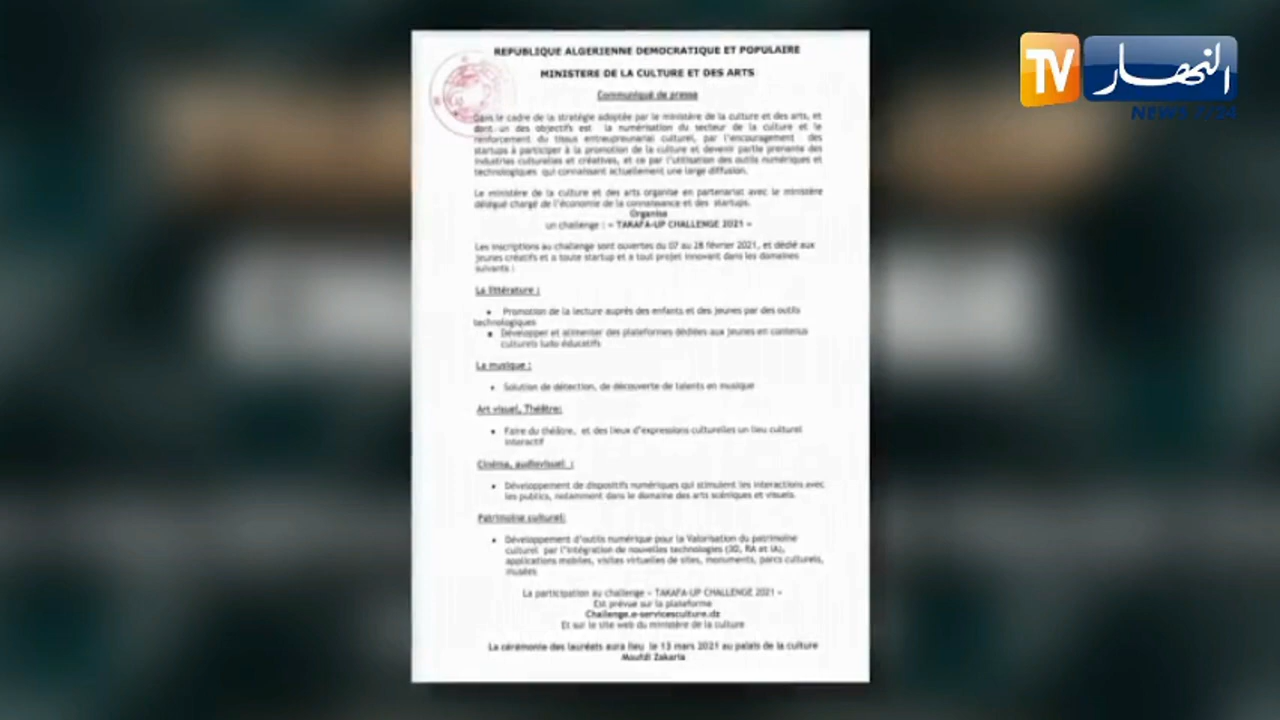 TV النهار
NEWS 7/24
REPUBLIQUE ALGERIENNE DEMOCRATIQUE ET POPULAIRE
MINISTERE DE LA CULTURE ET DES ARTS
Communiqué de presse
Dans le cadre de la stratégie adoptée par le ministère de la culture et des arts, et
dont un des objectifs est la numérisation du secteur de la culture et le
renforcement du tissus entreupreunarial culturel, par l'encouragement des
startups à participer à la promotion de la culture et devenir partie prenante des
industries culturelles et créatives, et ce par l'utilisation des outils numériques et
technologiques qui connaissant actuellement une large diffusion.
Le ministère de la culture et des arts organise en partenariat avec le ministère
délégué chargé de l'économie de la connaissance et des startups.
Organise
un challenge : « TAKAFA-UP CHALLENGE 2021 »
Les inscriptions au challenge sont ouvertes du 07 au 28 février 2021, et dédié aux
jeunes créatifs et a toute startup et a tout projet innovant dans les domaines
suivants :
La littérature :
• Promotion de la lecture auprés des enfants et des jeunes par des outils
technologiques
• Développer et alimenter des plateformes dédiées aux jeunes en contenus
culturels ludo éducatifs
La musique :
• Solution de détection, de découverte de talents en musique
Art visuel, Théâtre:
• Faire du théâtre, et des lieux d'expressions culturelles un lieu culturel
interactif
Cinéma, audiovisuel :
• Développement de dispositifs numériques qui stimulent les interactions avec
les publics, notamment dans le domaine des arts scéniques et visuels.
Patrimoine culturel:
• Développement d'outils numérique pour la Valorisation du patrimoine
culturel par l'intégration de nouvelles technologies (3D, RA et IA),
applications mobiles, visites virtuelles de sites, monuments, parcs culturels,
musées
La participation au challenge « TAKAFA-UP CHALLENGE 2021 »
Est prévue sur la plateforme
Challenge.e-servicesculture.dz
Et sur le site web du ministère de la culture
La cérémonie des lauréats aura lieu le 13 mars 2021 au palais de la culture
Moufdi Zakaria